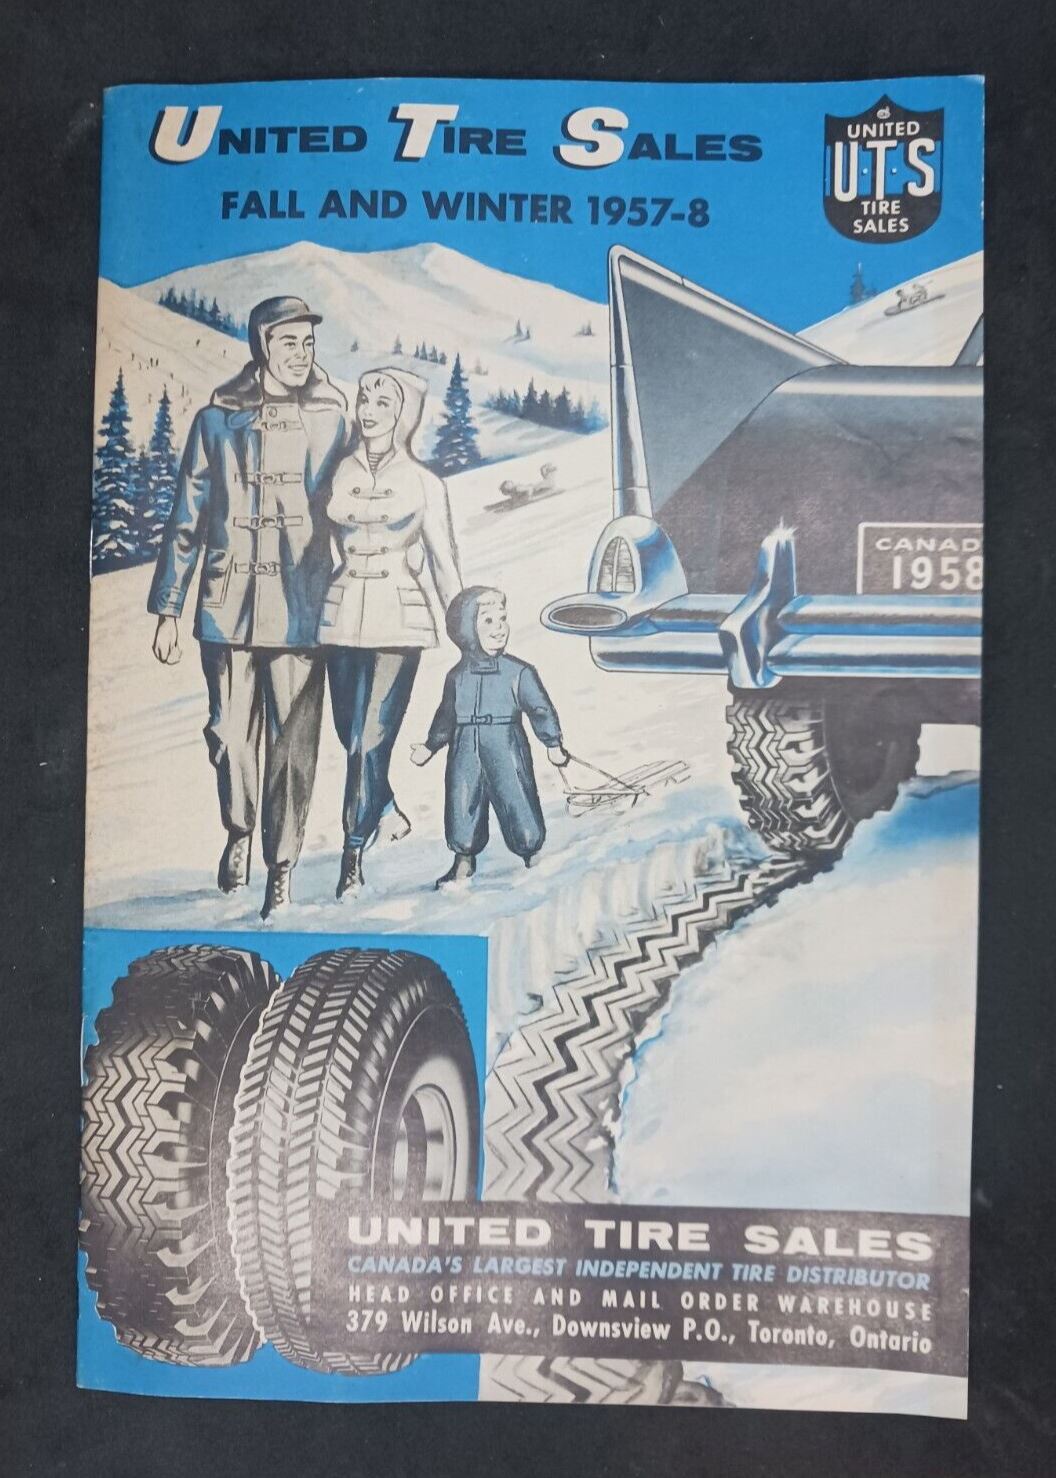 UNITED TIRE SALES
FALL AND WINTER 1957-8
UNITED
U·T·S
TIRE
SALES
CANAD
1958
UNITED TIRE SALES
CANADA'S LARGEST INDEPENDENT TIRE DISTRIBUTOR
HEAD OFFICE AND MAIL ORDER WAREHOUSE
379 Wilson Ave., Downsview P.O., Toronto, Ontario